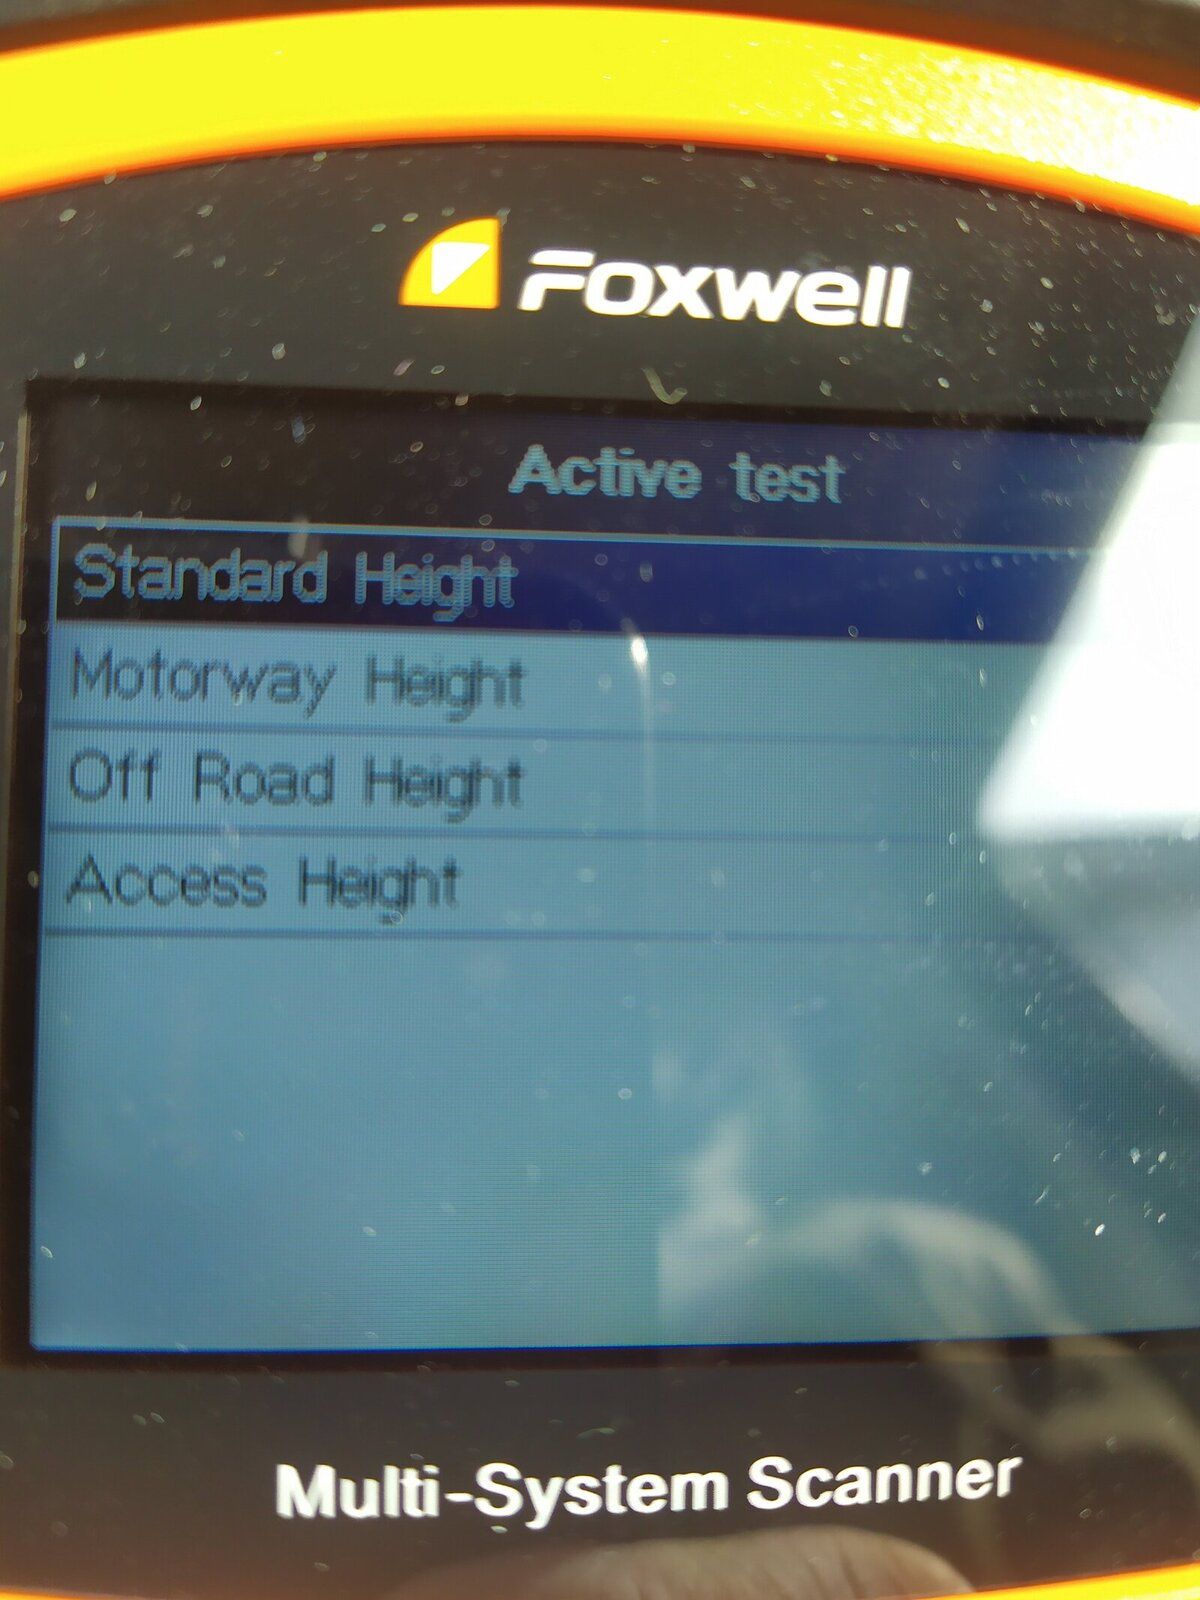 Foxwell
Active test
Standard Height
Motorway Height
Off Road Height
Access Height
Multi-System Scanner